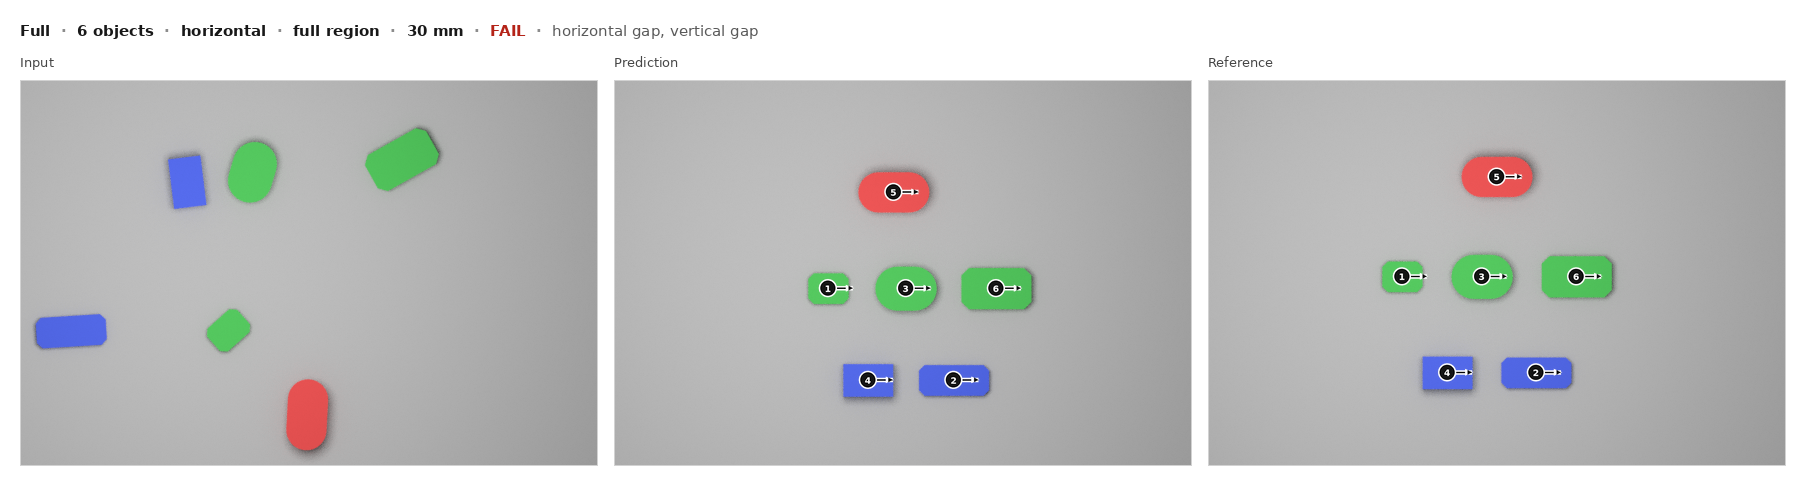 Full · 6 objects · horizontal · full region · 30 mm · FAIL · horizontal gap, vertical gap
Input
Prediction
Reference
5
5
1 3 6
1 3 6
4 2
4 2